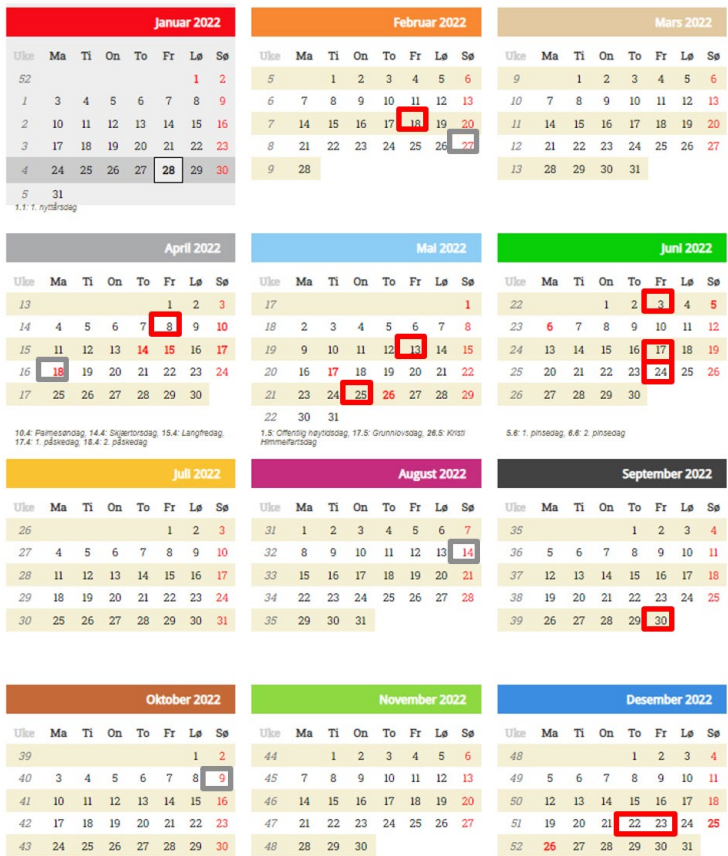 Januar 2022
Uke Ma Ti On To Fr Lø Sø
52 1 2
1 3 4 5 6 7 8 9
2 10 11 12 13 14 15 16
3 17 18 19 20 21 22 23
4 24 25 26 27 28 29 30
5 31
1.1: 1. nyttårsdag
Februar 2022
Uke Ma Ti On To Fr Lø Sø
5 1 2 3 4 5 6
6 7 8 9 10 11 12 13
7 14 15 16 17 18 19 20
8 21 22 23 24 25 26 27
9 28
Mars 2022
Uke Ma Ti On To Fr Lø Sø
9 1 2 3 4 5 6
10 7 8 9 10 11 12 13
11 14 15 16 17 18 19 20
12 21 22 23 24 25 26 27
13 28 29 30 31
April 2022
Uke Ma Ti On To Fr Lø Sø
13 1 2 3
14 4 5 6 7 8 9 10
15 11 12 13 14 15 16 17
16 18 19 20 21 22 23 24
17 25 26 27 28 29 30
10.4: Palmesøndag, 14.4: Skjærtorsdag, 15.4: Langfredag,
17.4: 1. påskedag, 18.4: 2. påskedag
Mai 2022
Uke Ma Ti On To Fr Lø Sø
17 1
18 2 3 4 5 6 7 8
19 9 10 11 12 13 14 15
20 16 17 18 19 20 21 22
21 23 24 25 26 27 28 29
22 30 31
1.5: Offentlig høytidsdag, 17.5: Grunnlovsdag, 26.5: Kristi
Himmelfartsdag
Juni 2022
Uke Ma Ti On To Fr Lø Sø
22 1 2 3 4 5
23 6 7 8 9 10 11 12
24 13 14 15 16 17 18 19
25 20 21 22 23 24 25 26
26 27 28 29 30
5.6: 1. pinsedag, 6.6: 2. pinsedag
Juli 2022
Uke Ma Ti On To Fr Lø Sø
26 1 2 3
27 4 5 6 7 8 9 10
28 11 12 13 14 15 16 17
29 18 19 20 21 22 23 24
30 25 26 27 28 29 30 31
August 2022
Uke Ma Ti On To Fr Lø Sø
31 1 2 3 4 5 6 7
32 8 9 10 11 12 13 14
33 15 16 17 18 19 20 21
34 22 23 24 25 26 27 28
35 29 30 31
September 2022
Uke Ma Ti On To Fr Lø Sø
35 1 2 3 4
36 5 6 7 8 9 10 11
37 12 13 14 15 16 17 18
38 19 20 21 22 23 24 25
39 26 27 28 29 30
Oktober 2022
Uke Ma Ti On To Fr Lø Sø
39 1 2
40 3 4 5 6 7 8 9
41 10 11 12 13 14 15 16
42 17 18 19 20 21 22 23
43 24 25 26 27 28 29 30
November 2022
Uke Ma Ti On To Fr Lø Sø
44 1 2 3 4 5 6
45 7 8 9 10 11 12 13
46 14 15 16 17 18 19 20
47 21 22 23 24 25 26 27
48 28 29 30
Desember 2022
Uke Ma Ti On To Fr Lø Sø
48 1 2 3 4
49 5 6 7 8 9 10 11
50 12 13 14 15 16 17 18
51 19 20 21 22 23 24 25
52 26 27 28 29 30 31